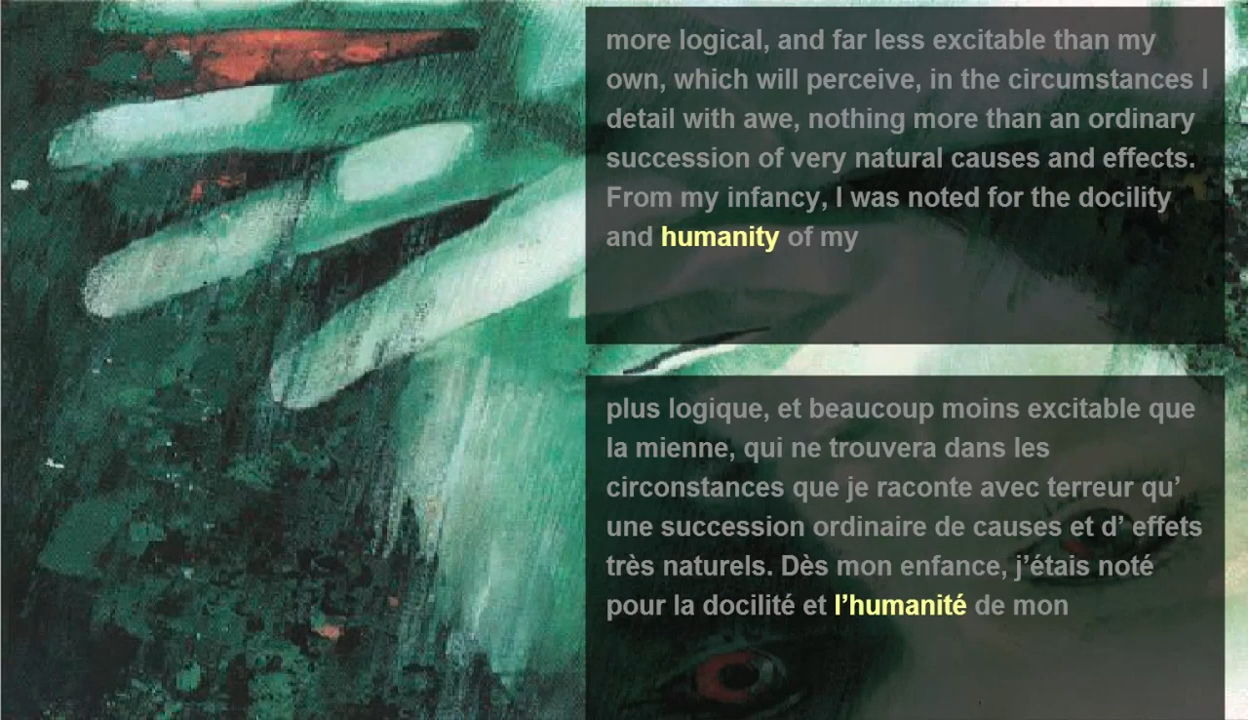 more logical, and far less excitable than my
own, which will perceive, in the circumstances I
detail with awe, nothing more than an ordinary
succession of very natural causes and effects.
From my infancy, I was noted for the docility
and humanity of my
plus logique, et beaucoup moins excitable que
la mienne, qui ne trouvera dans les
circonstances que je raconte avec terreur qu’
une succession ordinaire de causes et d’ effets
très naturels. Dès mon enfance, j’étais noté
pour la docilité et l’humanité de mon